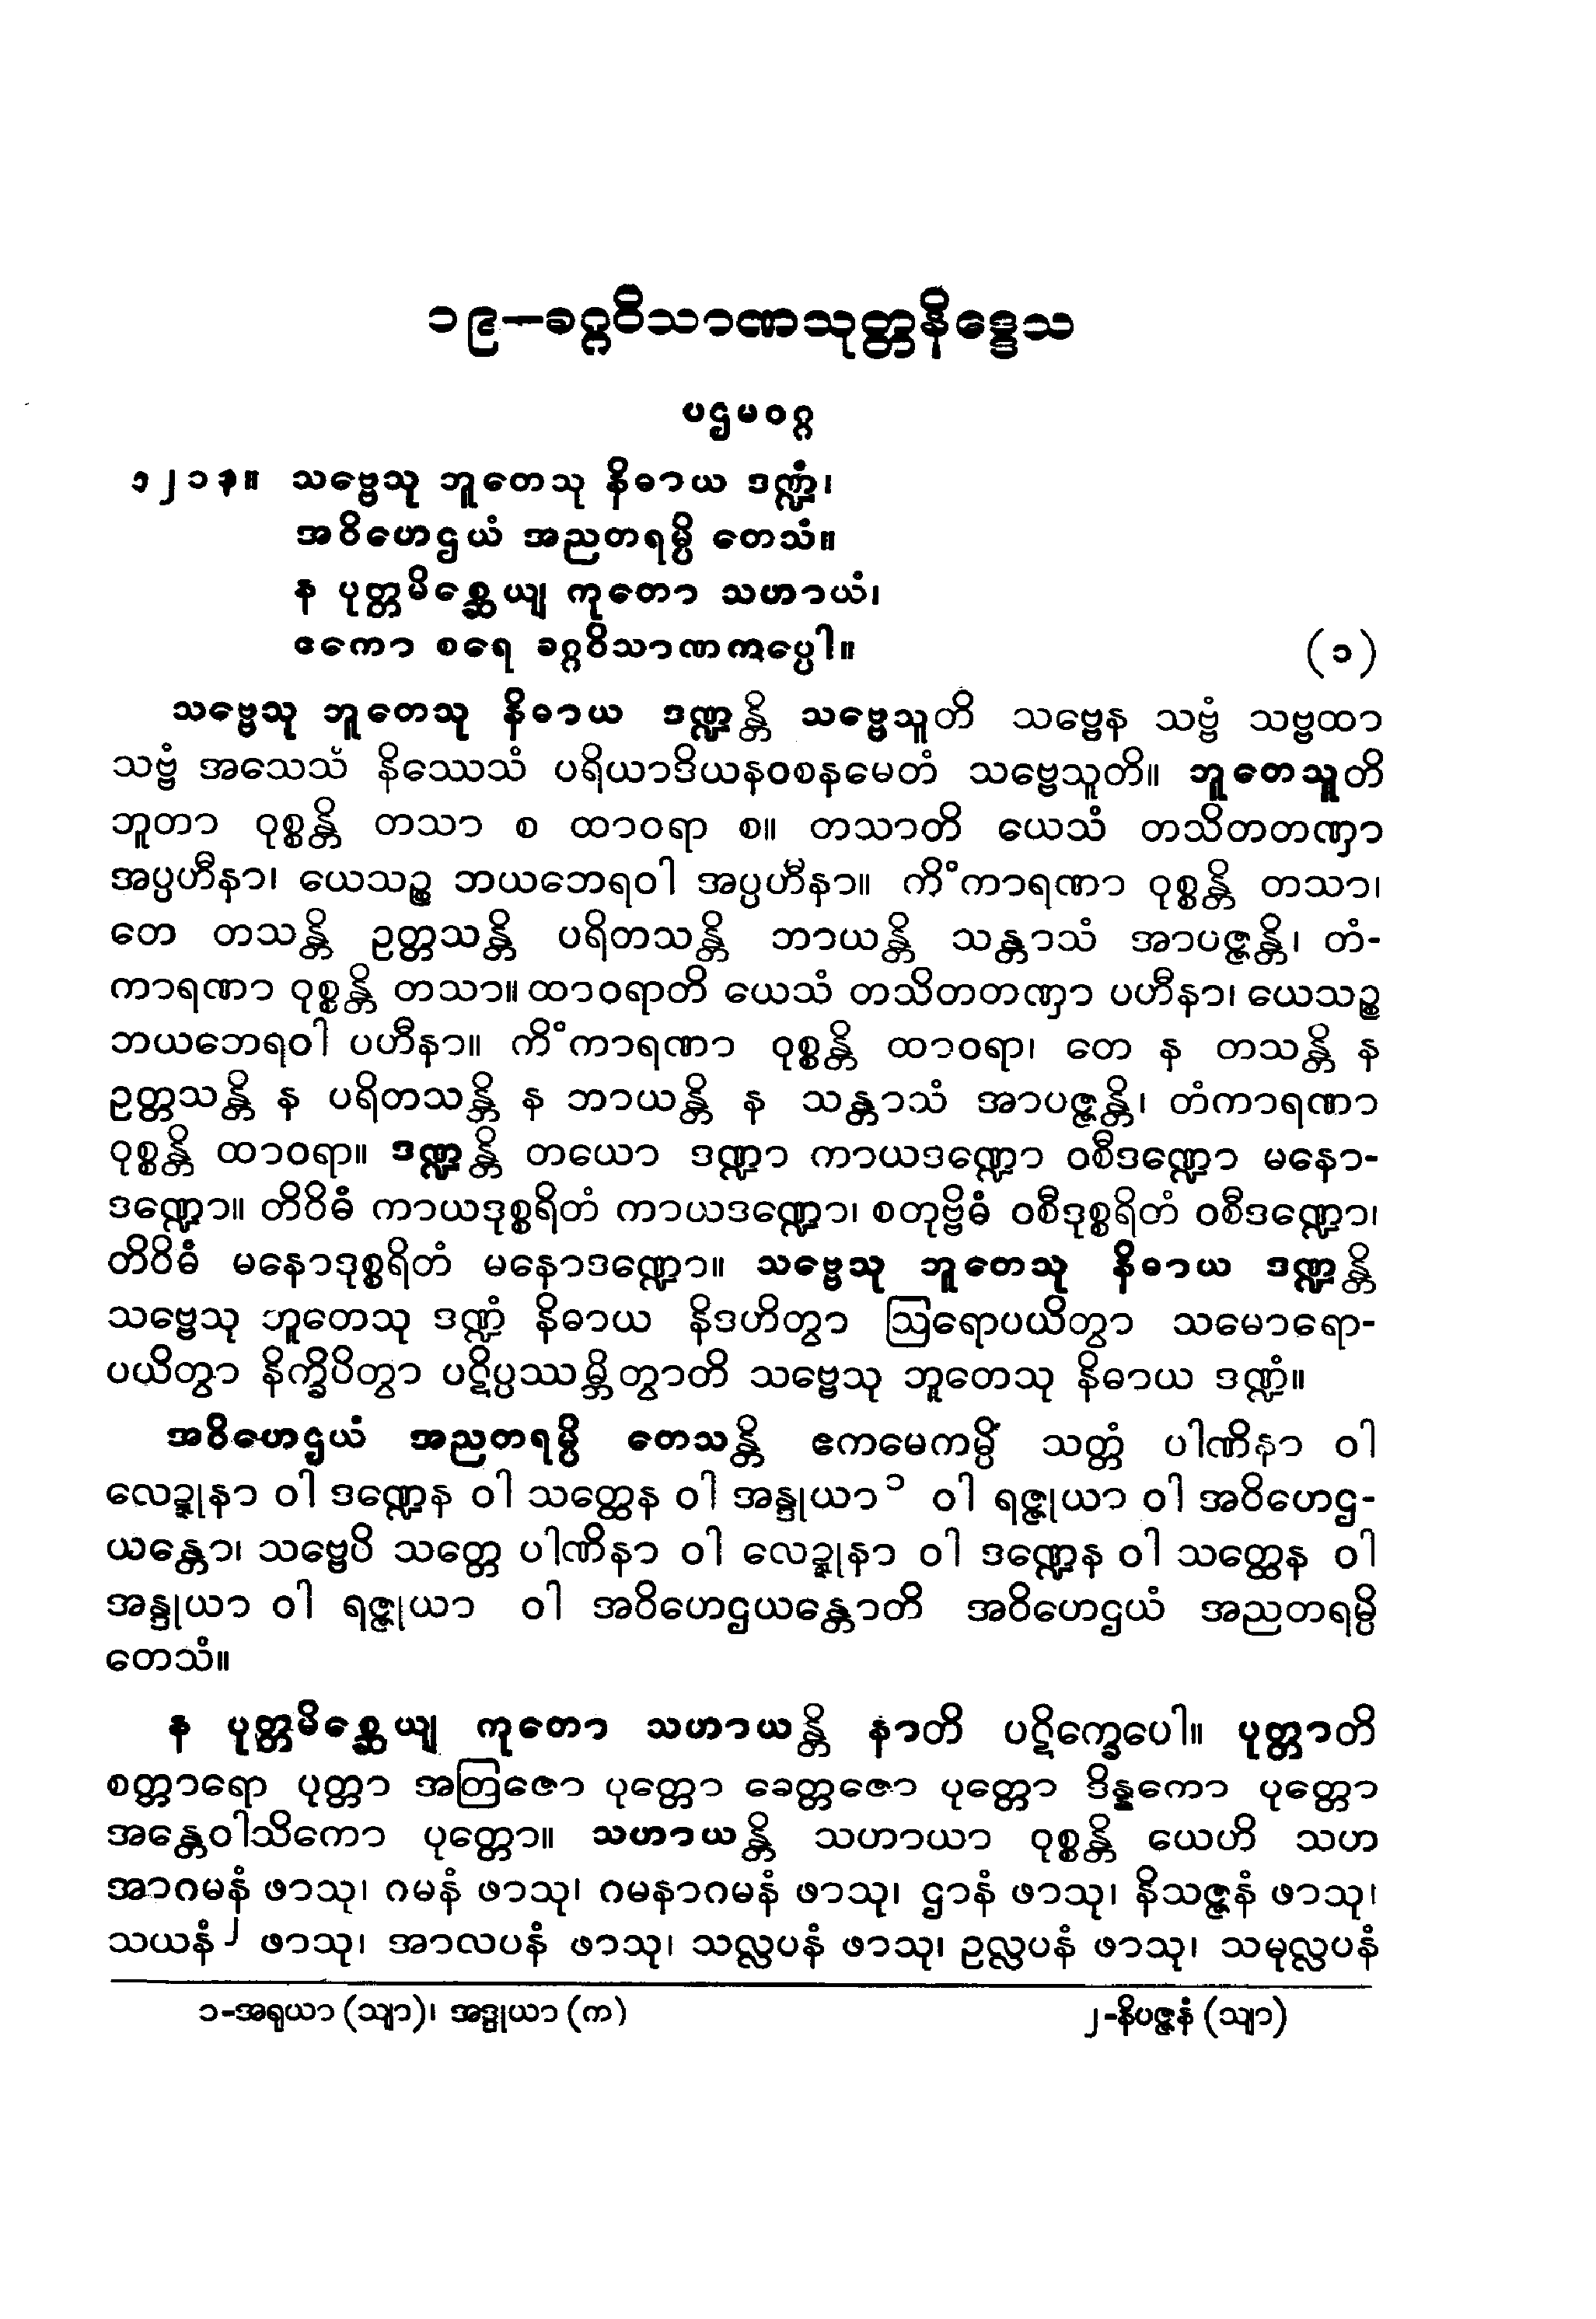 ၁၉−ခဂ္ဂဝိသာဏသုတ္တနိဒ္ဒေသ
ပဌမဝဂ္ဂ
သဗ္ဗေသု ဘူတေသု နိဓာယ ဒဏ္ဍံ၊
အဝိဟေဌယံ အညတရမ္ပိ တေသံ။
န ပုတ္တမိစ္ဆေယျ ကုတော သဟာယံ၊
ဧကော စရေ ခဂ္ဂဝိသာဏကပ္ပေါ။ (၁)
သဗ္ဗေသု ဘူတေသု နိဓာယ ဒဏ္ဍန္တိ သဗ္ဗေသူတိ သဗ္ဗေန သဗ္ဗံ သဗ္ဗထာ
သဗ္ဗံ အသေသံ နိဿေသံ ပရိယာဒိယနဝစနမေတံ သဗ္ဗေသူတိ။ ဘူတေသူတိ
ဘူတာ ဝုစ္စန္တိ တသာ စ ထာဝရာ စ။ တသာတိ ယေသံ တသိတတဏှာ
အပ္ပဟီနာ၊ ယေသဉ္စ ဘယဘေရဝါ အပ္ပဟီနာ။ ကိံကာရဏာ ဝုစ္စန္တိ တသာ၊
တေ တသန္တိ ဥတ္တသန္တိ ပရိတသန္တိ ဘာယန္တိ သန္တာသံ အာပဇ္ဇန္တိ၊ တံ-
ကာရဏာ ဝုစ္စန္တိ တသာ။ ထာဝရာတိ ယေသံ တသိတတဏှာ ပဟီနာ၊ ယေသဉ္စ
ဘယဘေရဝါ ပဟီနာ။ ကိံကာရဏာ ဝုစ္စန္တိ ထာဝရာ၊ တေ န တသန္တိ န
ဥတ္တသန္တိ န ပရိတသန္တိ န ဘာယန္တိ န သန္တာသံ အာပဇ္ဇန္တိ၊ တံကာရဏာ
ဝုစ္စန္တိ ထာဝရာ။ ဒဏ္ဍန္တိ တယော ဒဏ္ဍာ ကာယဒဏ္ဍော ဝစီဒဏ္ဍော မနော-
ဒဏ္ဍော။ တိဝိဓံ ကာယဒုစ္စရိတံ ကာယဒဏ္ဍော၊ စတုဗ္ဗိဓံ ဝစီဒုစ္စရိတံ ဝစီဒဏ္ဍော၊
တိဝိဓံ မနောဒုစ္စရိတံ မနောဒဏ္ဍော။ သဗ္ဗေသု ဘူတေသု နိဓာယ ဒဏ္ဍန္တိ
သဗ္ဗေသု ဘူတေသု ဒဏ္ဍံ နိဓာယ နိဒဟိတွာ ဩရောပယိတွာ သမောရော-
ပယိတွာ နိက္ခိပိတွာ ပဋိပ္ပဿမ္ဘိတွာတိ သဗ္ဗေသု ဘူတေသု နိဓာယ ဒဏ္ဍံ။
အဝိဟေဌယံ အညတရမ္ပိ တေသန္တိ ဧကမေကမ္ပိ သတ္တံ ပါဏိနာ ဝါ
လေဍ္ဍုနာ ဝါ ဒဏ္ဍေန ဝါ သတ္ထေန ဝါ အန္ဒုယာ၁ ဝါ ရဇ္ဇုယာ ဝါ အဝိဟေဌ-
ယန္တော၊ သဗ္ဗေပိ သတ္တေ ပါဏိနာ ဝါ လေဍ္ဍုနာ ဝါ ဒဏ္ဍေန ဝါ သတ္ထေန ဝါ
အန္ဒုယာ ဝါ ရဇ္ဇုယာ ဝါ အဝိဟေဌယန္တောတိ အဝိဟေဌယံ အညတရမ္ပိ
တေသံ။
န ပုတ္တမိစ္ဆေယျ ကုတော သဟာယန္တိ နာတိ ပဋိက္ခေပေါ။ ပုတ္တာတိ
စတ္တာရော ပုတ္တာ အတြဇော ပုတ္တော ခေတ္တဇော ပုတ္တော ဒိန္နကော ပုတ္တော
အန္တေဝါသိကော ပုတ္တော။ သဟာယန္တိ သဟာယာ ဝုစ္စန္တိ ယေဟိ သဟ
အာဂမနံ ဖာသု၊ ဂမနံ ဖာသု၊ ဂမနာဂမနံ ဖာသု၊ ဌာနံ ဖာသု၊ နိသဇ္ဇနံ ဖာသု၊
သယနံ၂ ဖာသု၊ အာလပနံ ဖာသု၊ သလ္လပနံ ဖာသု၊ ဥလ္လပနံ ဖာသု၊ သမုလ္လပနံ
၁-အရုယာ (သျာ)၊ အဒ္ဒုယာ (က) ၂-နိပဇ္ဇနံ (သျာ)